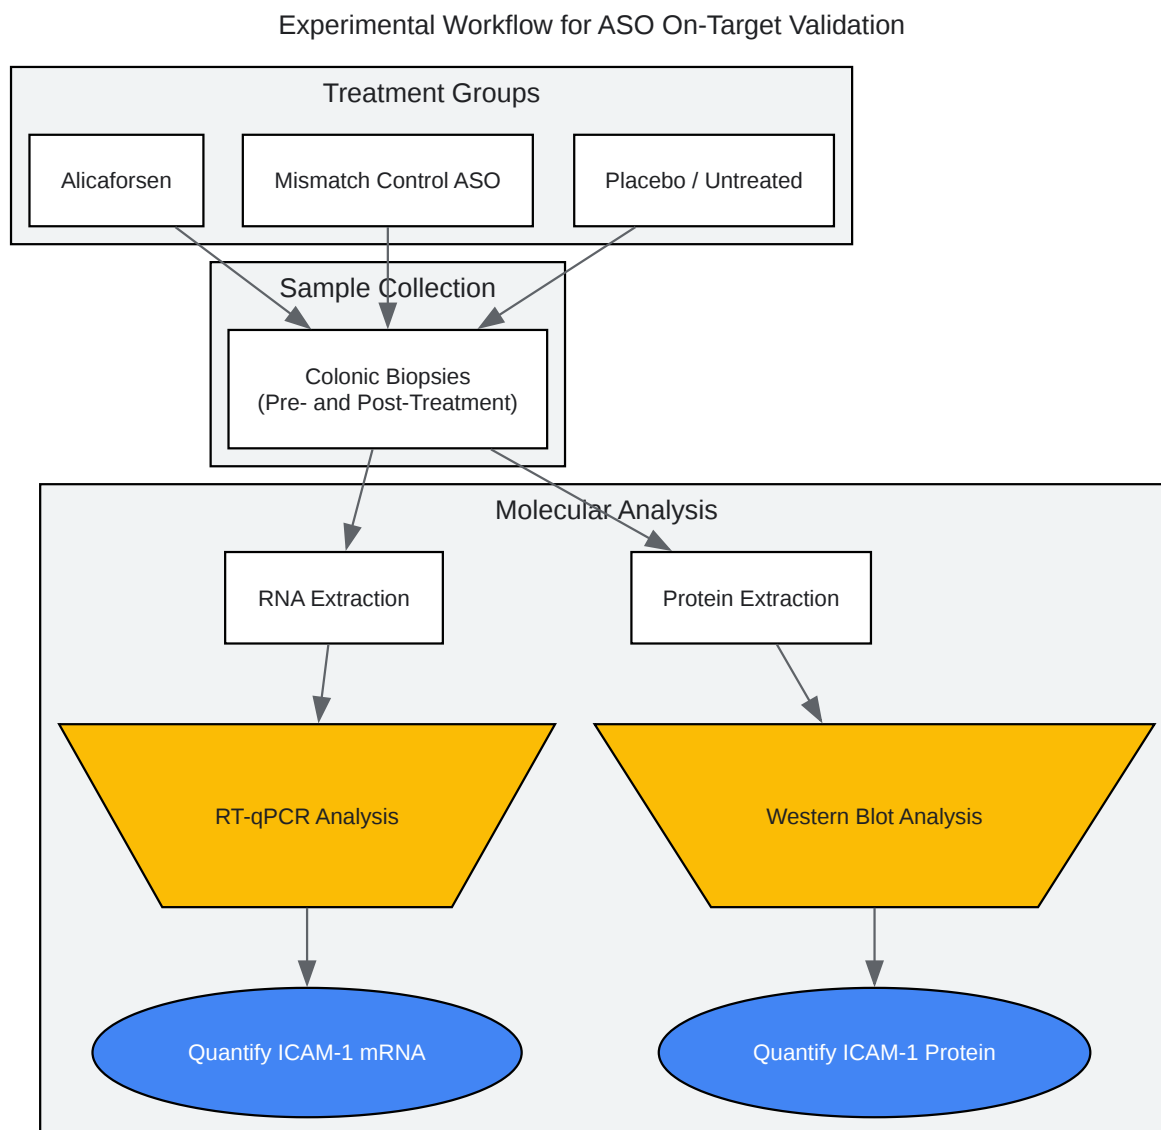 Experimental Workflow for ASO On-Target Validation
Treatment Groups
Alicaforsen
Mismatch Control ASO
Placebo / Untreated
Sample Collection
Colonic Biopsies
(Pre- and Post-Treatment)
Molecular Analysis
RNA Extraction
Protein Extraction
RT-qPCR Analysis
Western Blot Analysis
Quantify ICAM-1 mRNA
Quantify ICAM-1 Protein